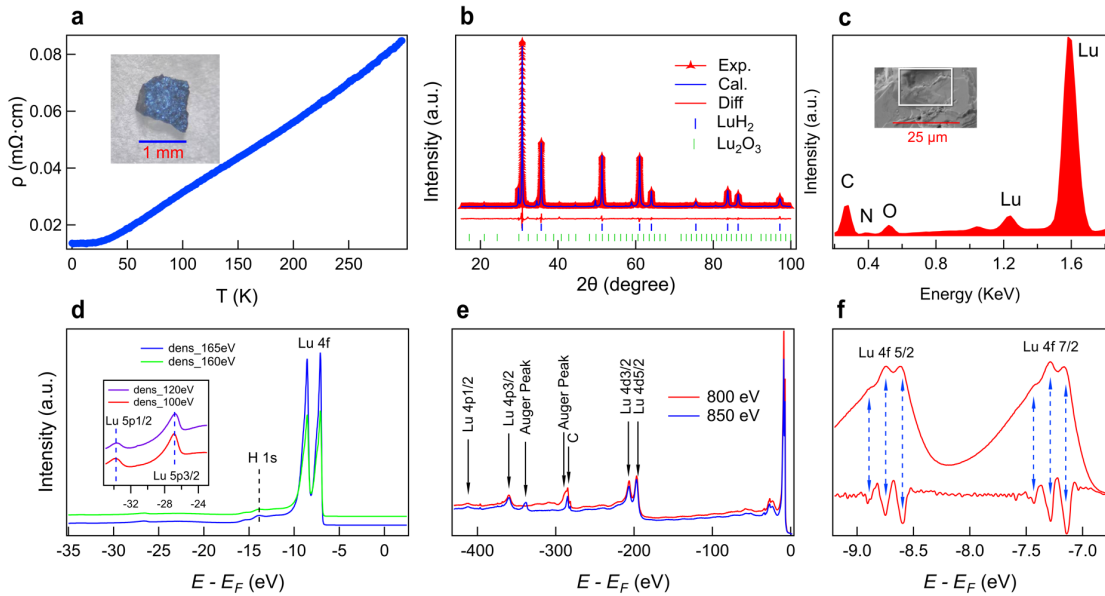 a
ρ (mΩ·cm)
0.08
0.06
0.04
0.02
1 mm
0
50
100
150
200
250
T (K)
b
Intensity (a.u.)
Exp.
Cal.
Diff
LuH2
Lu2O3
20
40
60
80
100
2θ (degree)
c
Intensity (a.u.)
Lu
25 μm
C
N
O
Lu
0.4
0.8
1.2
1.6
Energy (KeV)
d
Intensity (a.u.)
dens_165eV
dens_160eV
Lu 4f
dens_120eV
dens_100eV
Lu 5p1/2
Lu 5p3/2
-32
-28
-24
H 1s
-35
-30
-25
-20
-15
-10
-5
0
E - EF (eV)
e
Lu 4p1/2
Lu 4p3/2
Auger Peak
Auger Peak
C
Lu 4d3/2
Lu 4d5/2
800 eV
850 eV
-400
-300
-200
-100
0
E - EF (eV)
f
Lu 4f 5/2
Lu 4f 7/2
-9.0
-8.5
-8.0
-7.5
-7.0
E - EF (eV)